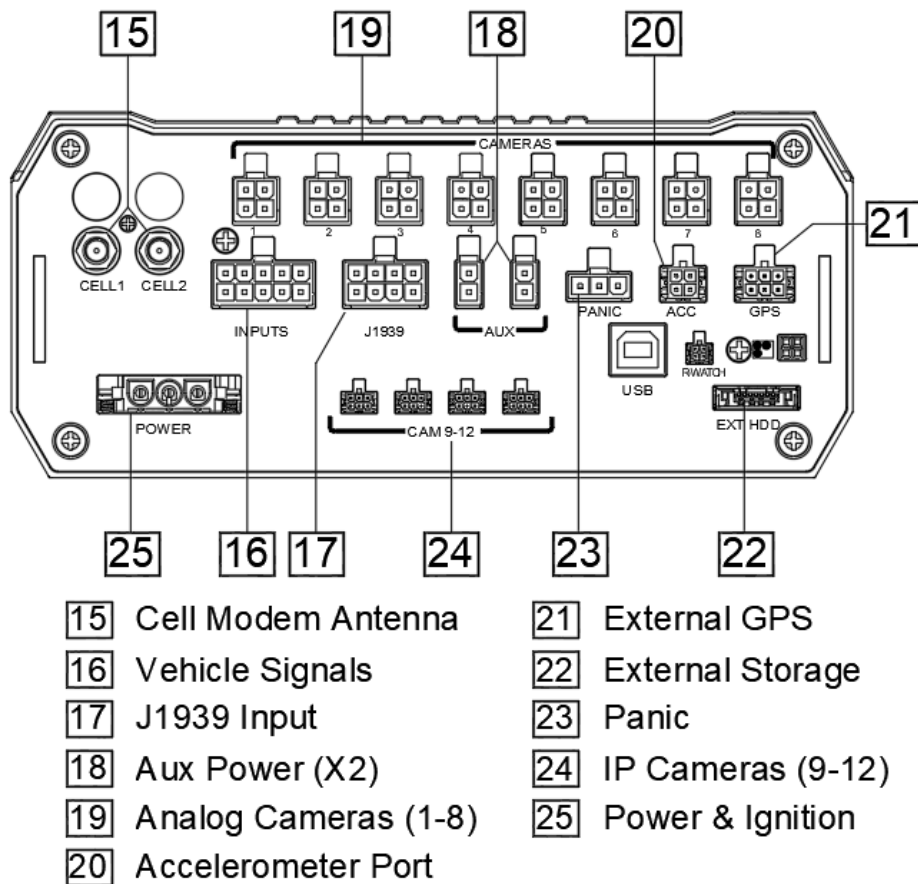 15 19 18 20
CAMERAS
21
1 2 3 4 5 6 7 8
CELL1 CELL2
INPUTS J1939 AUX PANIC ACC GPS
USB RWATCH
POWER CAM 9-12 EXT HDD
25 16 17 24 23 22
15 Cell Modem Antenna
16 Vehicle Signals
17 J1939 Input
18 Aux Power (X2)
19 Analog Cameras (1-8)
20 Accelerometer Port
21 External GPS
22 External Storage
23 Panic
24 IP Cameras (9-12)
25 Power & Ignition